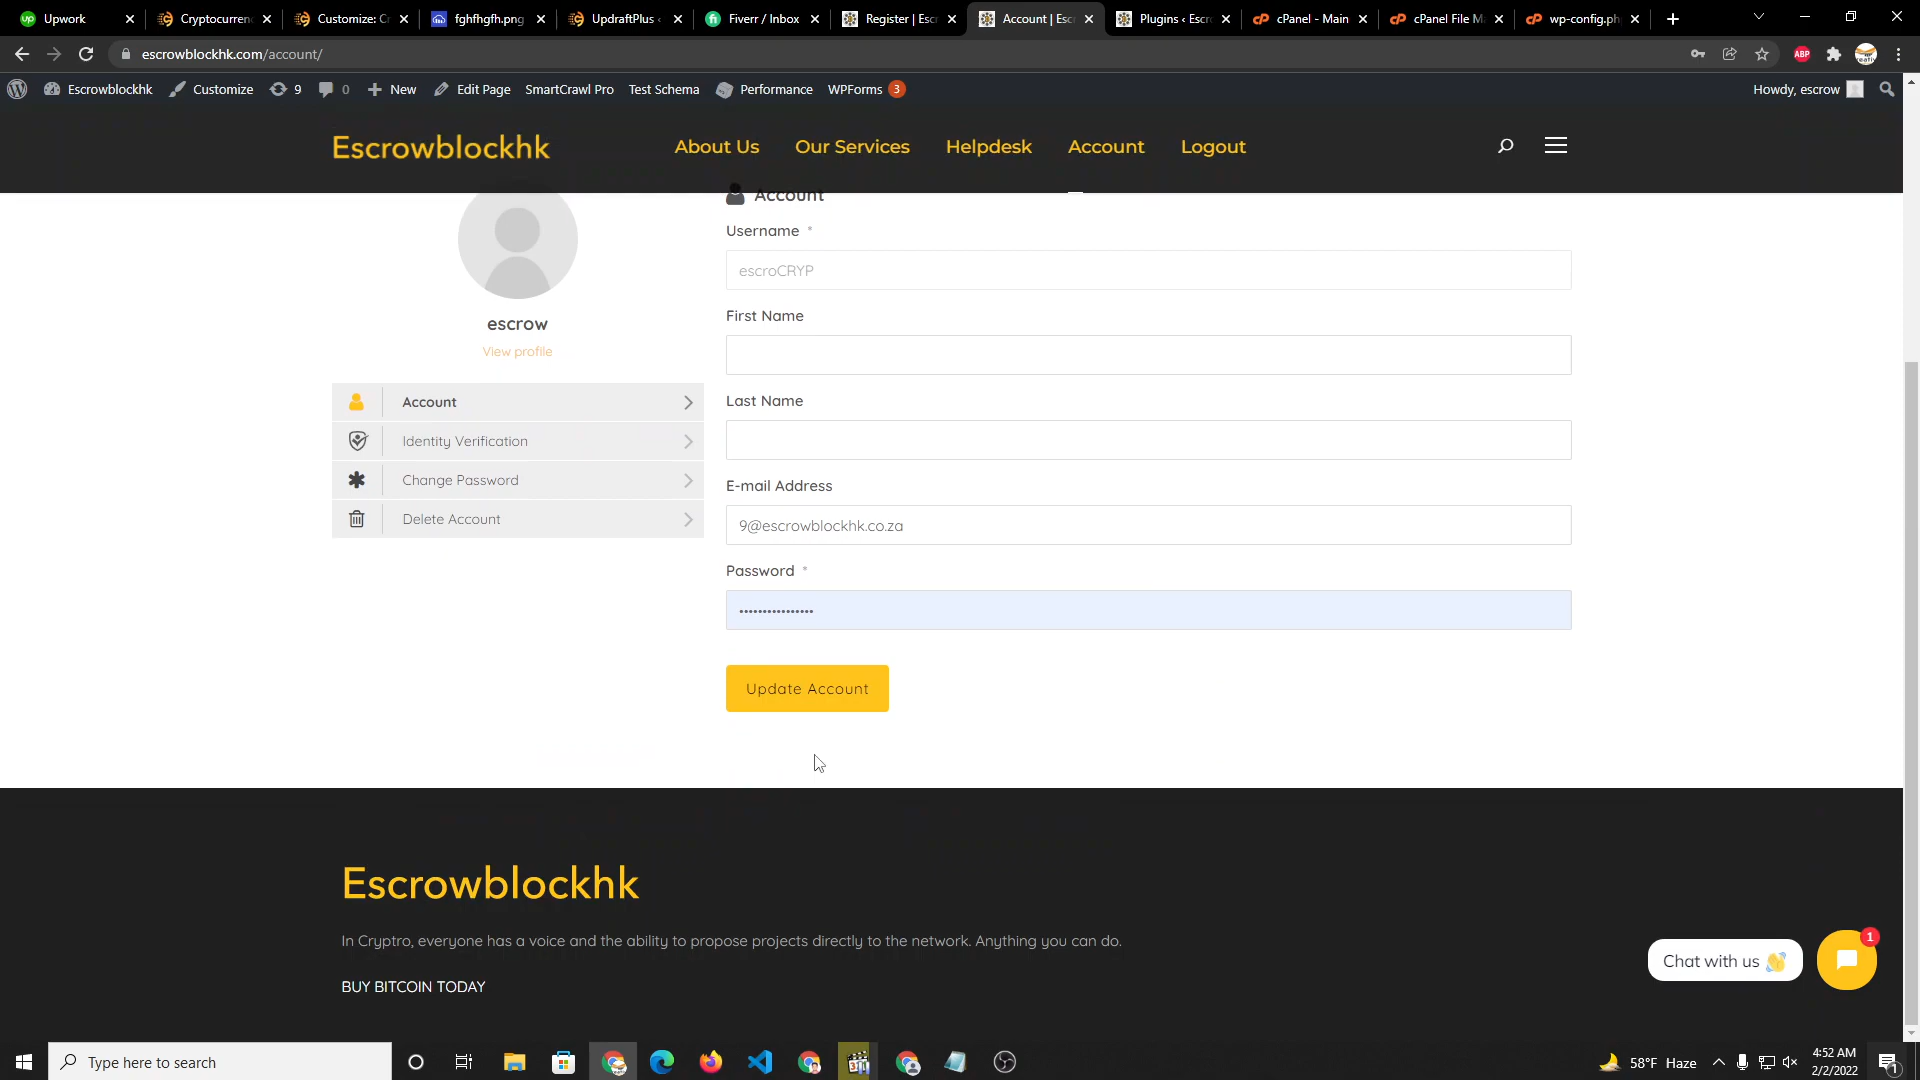 Upwork
Cryptocurren
Customize: Cr
fghfhgfh.png
UpdraftPlus ‹
Fiverr / Inbox
Register | Esc
Account | Esc
Plugins ‹ Escr
cPanel - Main
cPanel File M
wp-config.ph
escrowblockhk.com/account/
ABP
Escrowblockhk
Customize
9
0
New
Edit Page
SmartCrawl Pro
Test Schema
Performance
WPForms
3
Howdy, escrow
Escrowblockhk
About Us
Our Services
Helpdesk
Account
Logout
Account
Username *
escroCRYP
First Name
Last Name
E-mail Address
9@escrowblockhk.co.za
Password *
••••••••••••••••
Update Account
escrow
View profile
Account
Identity Verification
Change Password
Delete Account
Escrowblockhk
In Cryptro, everyone has a voice and the ability to propose projects directly to the network. Anything you can do.
BUY BITCOIN TODAY
Chat with us 👋
1
Type here to search
58°F Haze
4:52 AM
2/2/2022
1